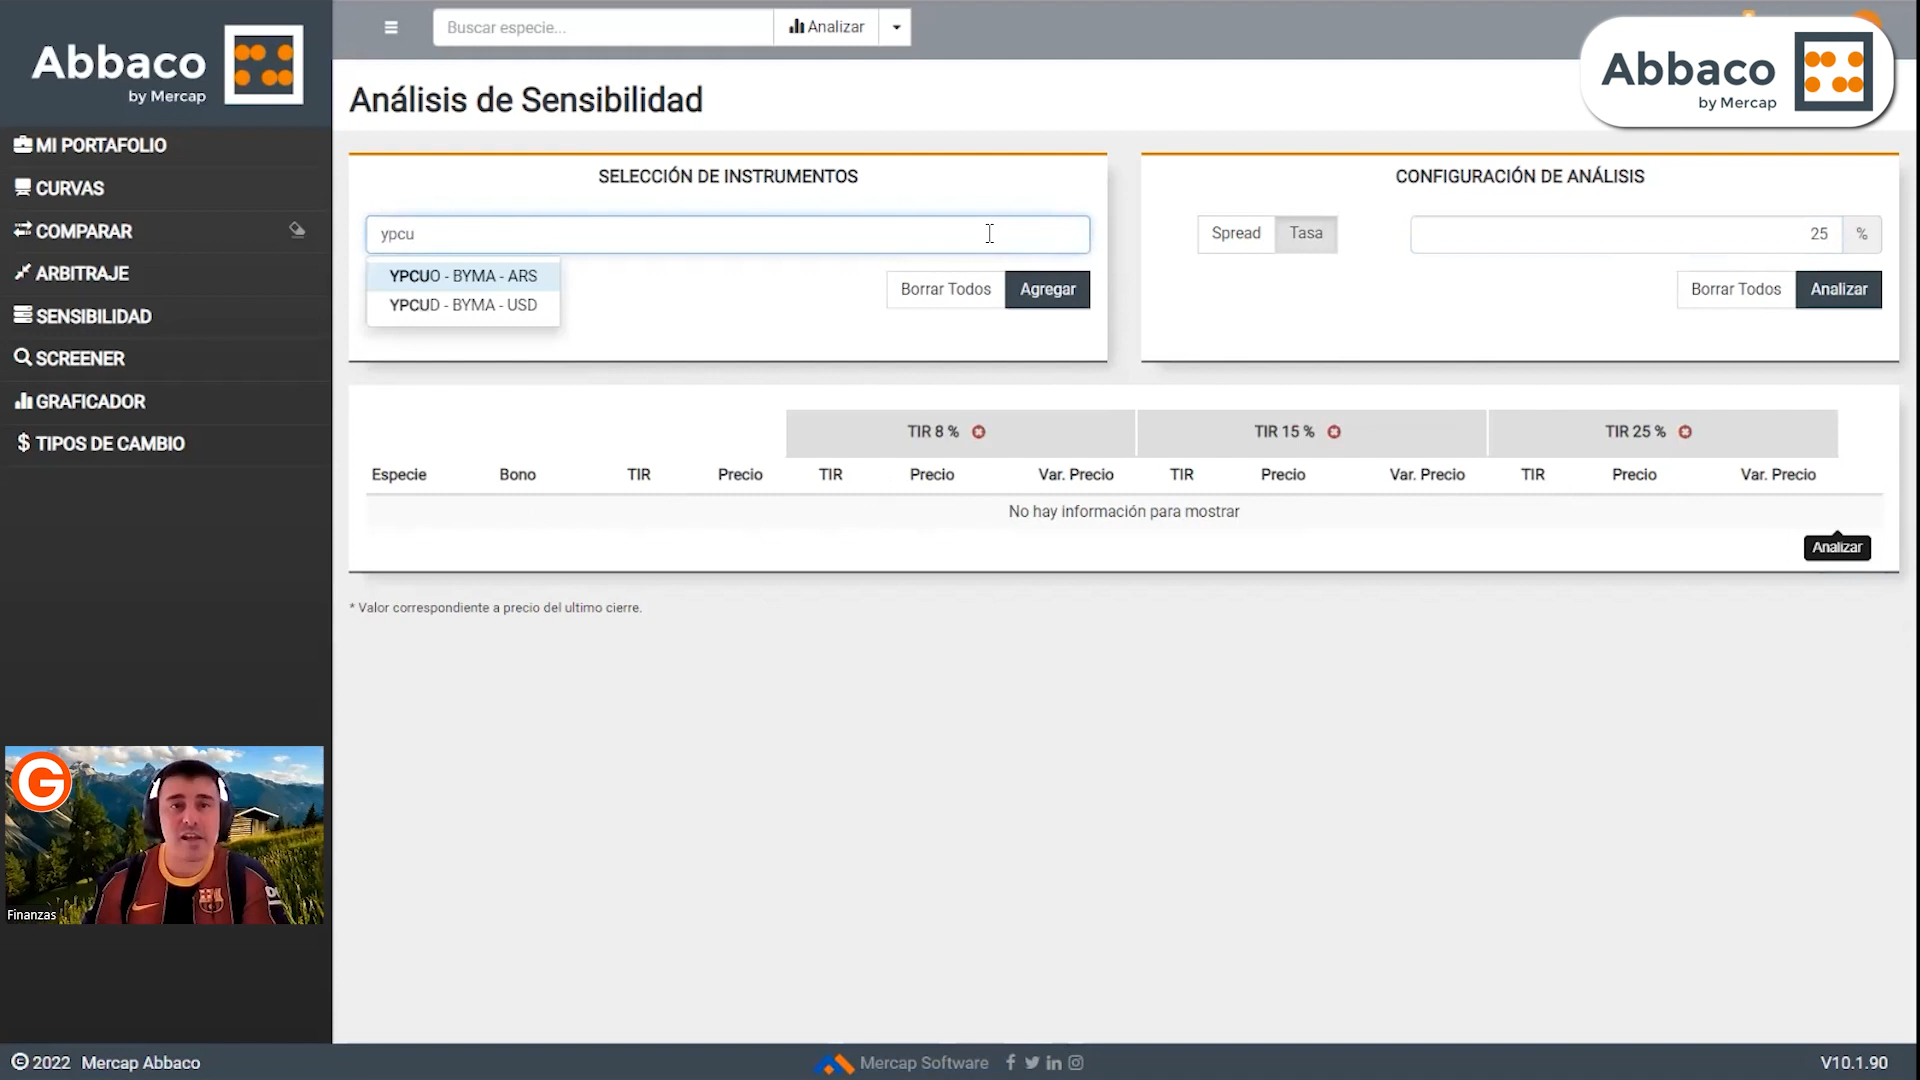 Abbaco
by Mercap
MI PORTAFOLIO
CURVAS
COMPARAR
ARBITRAJE
SENSIBILIDAD
SCREENER
GRAFICADOR
$ TIPOS DE CAMBIO
Buscar especie...
Analizar
Abbaco
by Mercap
Análisis de Sensibilidad
SELECCIÓN DE INSTRUMENTOS
ypcu
YPCUO - BYMA - ARS
YPCUD - BYMA - USD
Borrar Todos
Agregar
CONFIGURACIÓN DE ANÁLISIS
Spread
Tasa
25
%
Borrar Todos
Analizar
TIR 8 %
TIR 15 %
TIR 25 %
Especie Bono TIR Precio TIR Precio Var. Precio TIR Precio Var. Precio TIR Precio Var. Precio
No hay información para mostrar
Analizar
* Valor correspondiente a precio del ultimo cierre.
G
Finanzas
© 2022 Mercap Abbaco
Mercap Software
V10.1.90